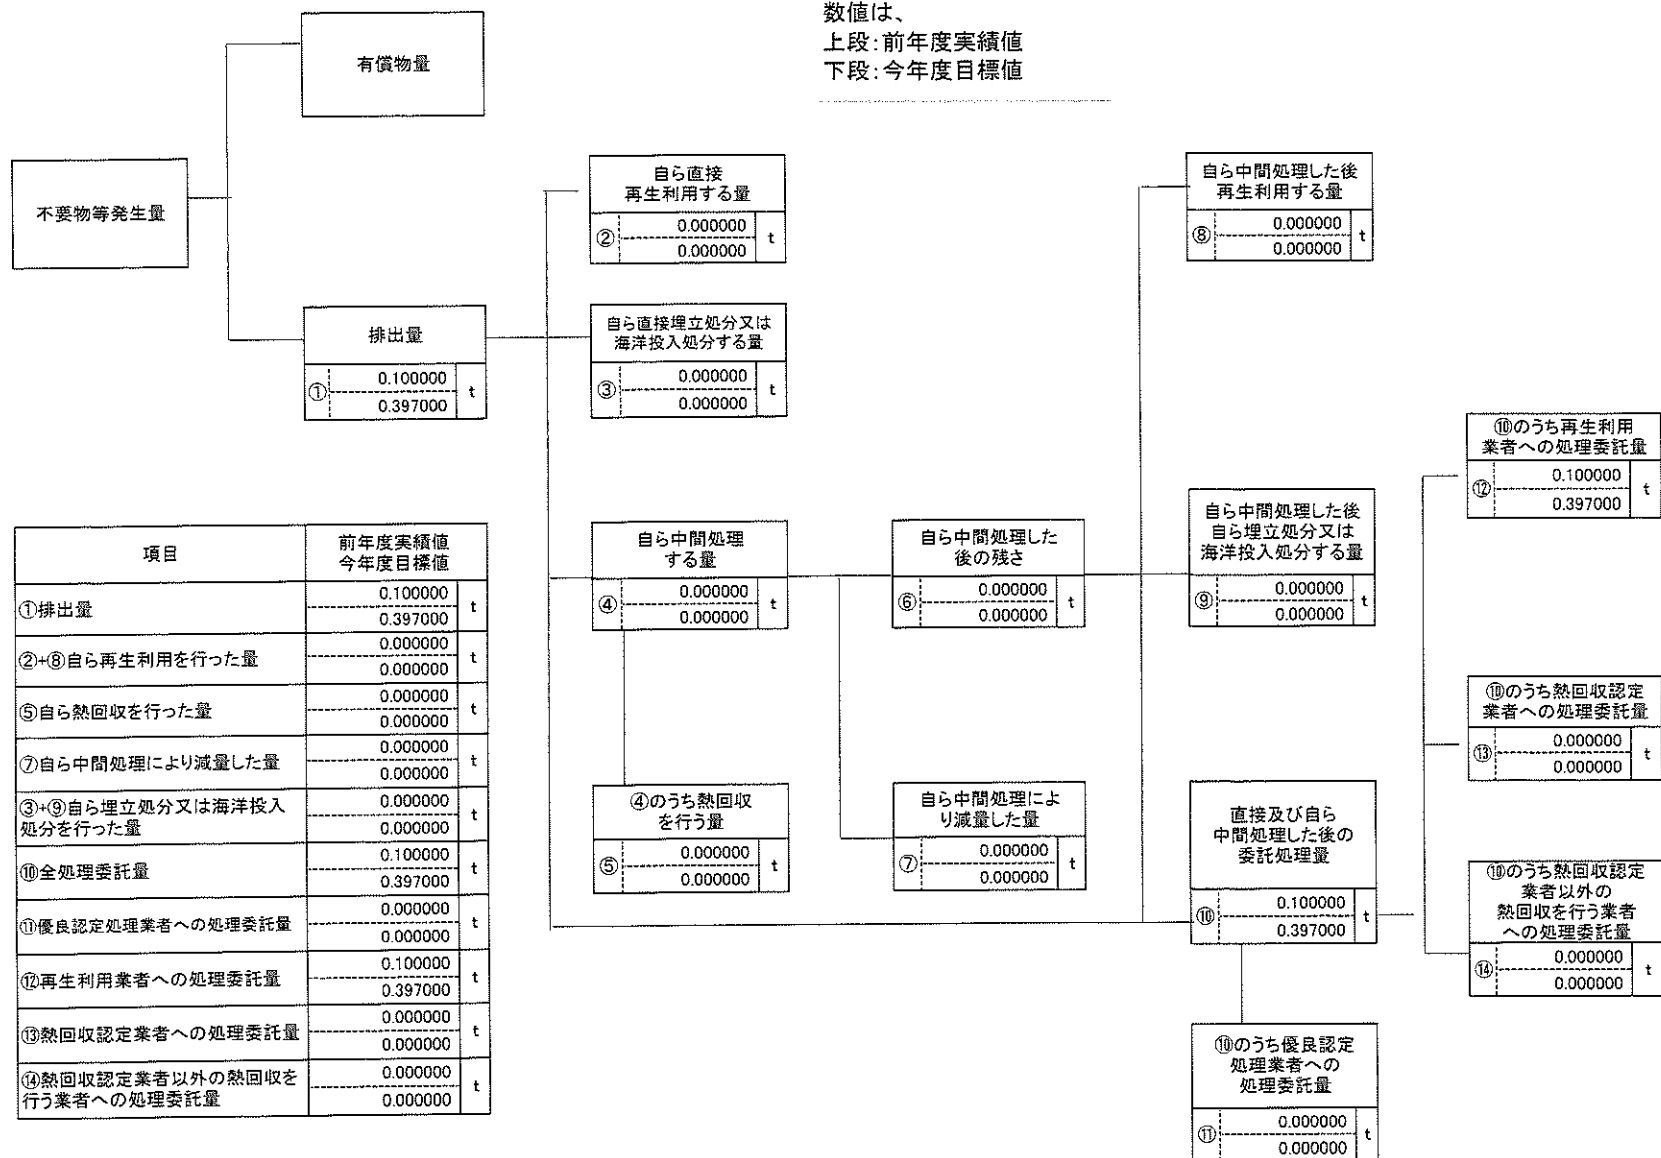 数値は、
上段:前年度実績値
下段:今年度目標値
有償物量
不要物等発生量
排出量
①
0.100000
0.397000
t
自ら直接
再生利用する量
②
0.000000
0.000000
t
自ら直接埋立処分又は
海洋投入処分する量
③
0.000000
0.000000
t
自ら中間処理
する量
④
0.000000
0.000000
t
④のうち熱回収
を行う量
⑤
0.000000
0.000000
t
自ら中間処理した
後の残さ
⑥
0.000000
0.000000
t
自ら中間処理によ
り減量した量
⑦
0.000000
0.000000
t
自ら中間処理した後
再生利用する量
⑧
0.000000
0.000000
t
自ら中間処理した後
自ら埋立処分又は
海洋投入処分する量
⑨
0.000000
0.000000
t
直接及び自ら
中間処理した後の
委託処理量
⑩
0.100000
0.397000
t
⑩のうち優良認定
処理業者への
処理委託量
⑪
0.000000
0.000000
t
⑩のうち再生利用
業者への処理委託量
⑫
0.100000
0.397000
t
⑩のうち熱回収認定
業者への処理委託量
⑬
0.000000
0.000000
t
⑩のうち熱回収認定
業者以外の
熱回収を行う業者
への処理委託量
⑭
0.000000
0.000000
t
項目
前年度実績値
今年度目標値
①排出量
0.100000
0.397000
t
②+⑧自ら再生利用を行った量
0.000000
0.000000
t
⑤自ら熱回収を行った量
0.000000
0.000000
t
⑦自ら中間処理により減量した量
0.000000
0.000000
t
③+⑨自ら埋立処分又は海洋投入
処分を行った量
0.000000
0.000000
t
⑩全処理委託量
0.100000
0.397000
t
⑪優良認定処理業者への処理委託量
0.000000
0.000000
t
⑫再生利用業者への処理委託量
0.100000
0.397000
t
⑬熱回収認定業者への処理委託量
0.000000
0.000000
t
⑭熱回収認定業者以外の熱回収を
行う業者への処理委託量
0.000000
0.000000
t